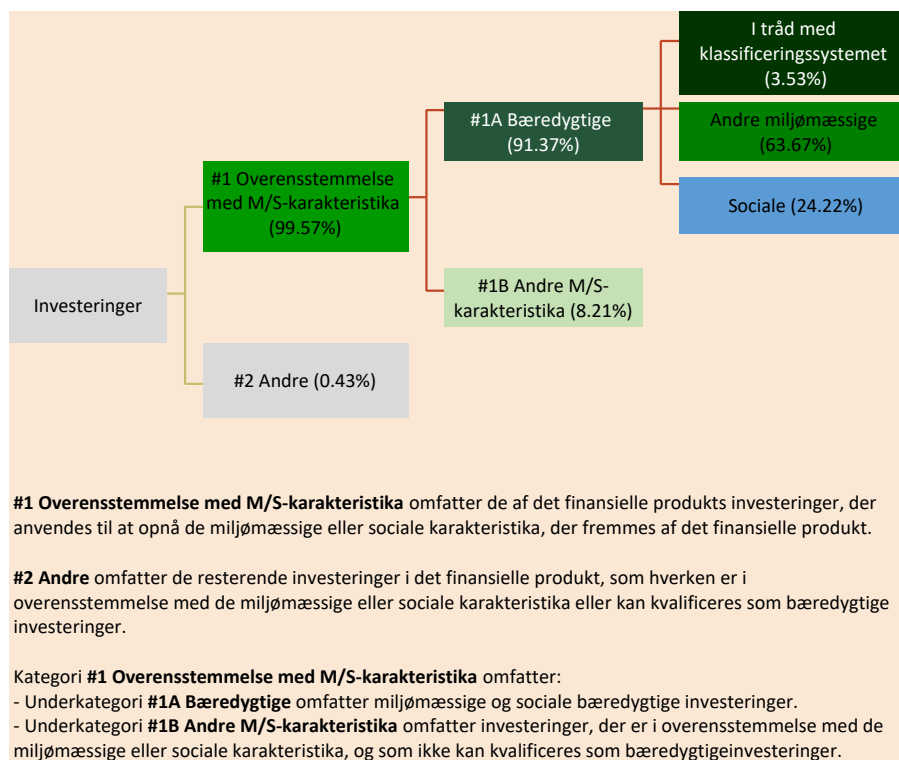 I tråd med
klassificeringssystemet
(3.53%)
#1A Bæredygtige
(91.37%)
Andre miljømæssige
(63.67%)
#1 Overensstemmelse
med M/S-karakteristika
(99.57%)
Sociale (24.22%)
Investeringer
#1B Andre M/S-
karakteristika (8.21%)
#2 Andre (0.43%)
#1 Overensstemmelse med M/S-karakteristika omfatter de af det finansielle produkts investeringer, der
anvendes til at opnå de miljømæssige eller sociale karakteristika, der fremmes af det finansielle produkt.
#2 Andre omfatter de resterende investeringer i det finansielle produkt, som hverken er i
overensstemmelse med de miljømæssige eller sociale karakteristika eller kan kvalificeres som bæredygtige
investeringer.
Kategori #1 Overensstemmelse med M/S-karakteristika omfatter:
- Underkategori #1A Bæredygtige omfatter miljømæssige og sociale bæredygtige investeringer.
- Underkategori #1B Andre M/S-karakteristika omfatter investeringer, der er i overensstemmelse med de
miljømæssige eller sociale karakteristika, og som ikke kan kvalificeres som bæredygtigeinvesteringer.